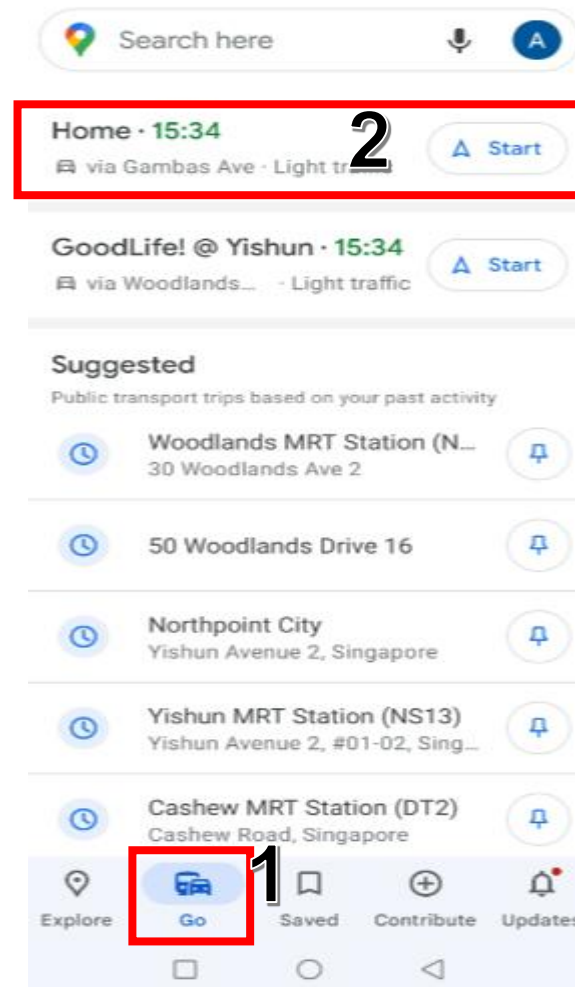 Search here
A
Home · 15:34
2
Start
via Gambas Ave · Light
GoodLife! @ Yishun · 15:34
Start
via Woodlands... · Light traffic
Suggested
Public transport trips based on your past activity
Woodlands MRT Station (N...
30 Woodlands Ave 2
50 Woodlands Drive 16
Northpoint City
Yishun Avenue 2, Singapore
Yishun MRT Station (NS13)
Yishun Avenue 2, #01-02, Sing...
Cashew MRT Station (DT2)
Cashew Road, Singapore
1
Explore
Go
Saved
Contribute
Updates